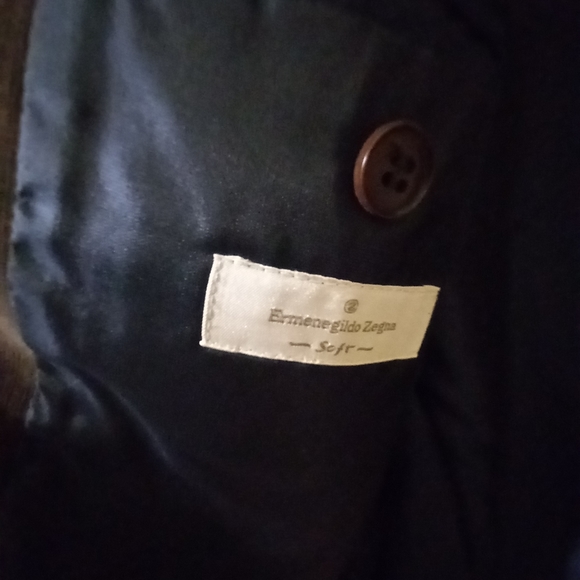 Ermenegildo Zegna
— Soft —